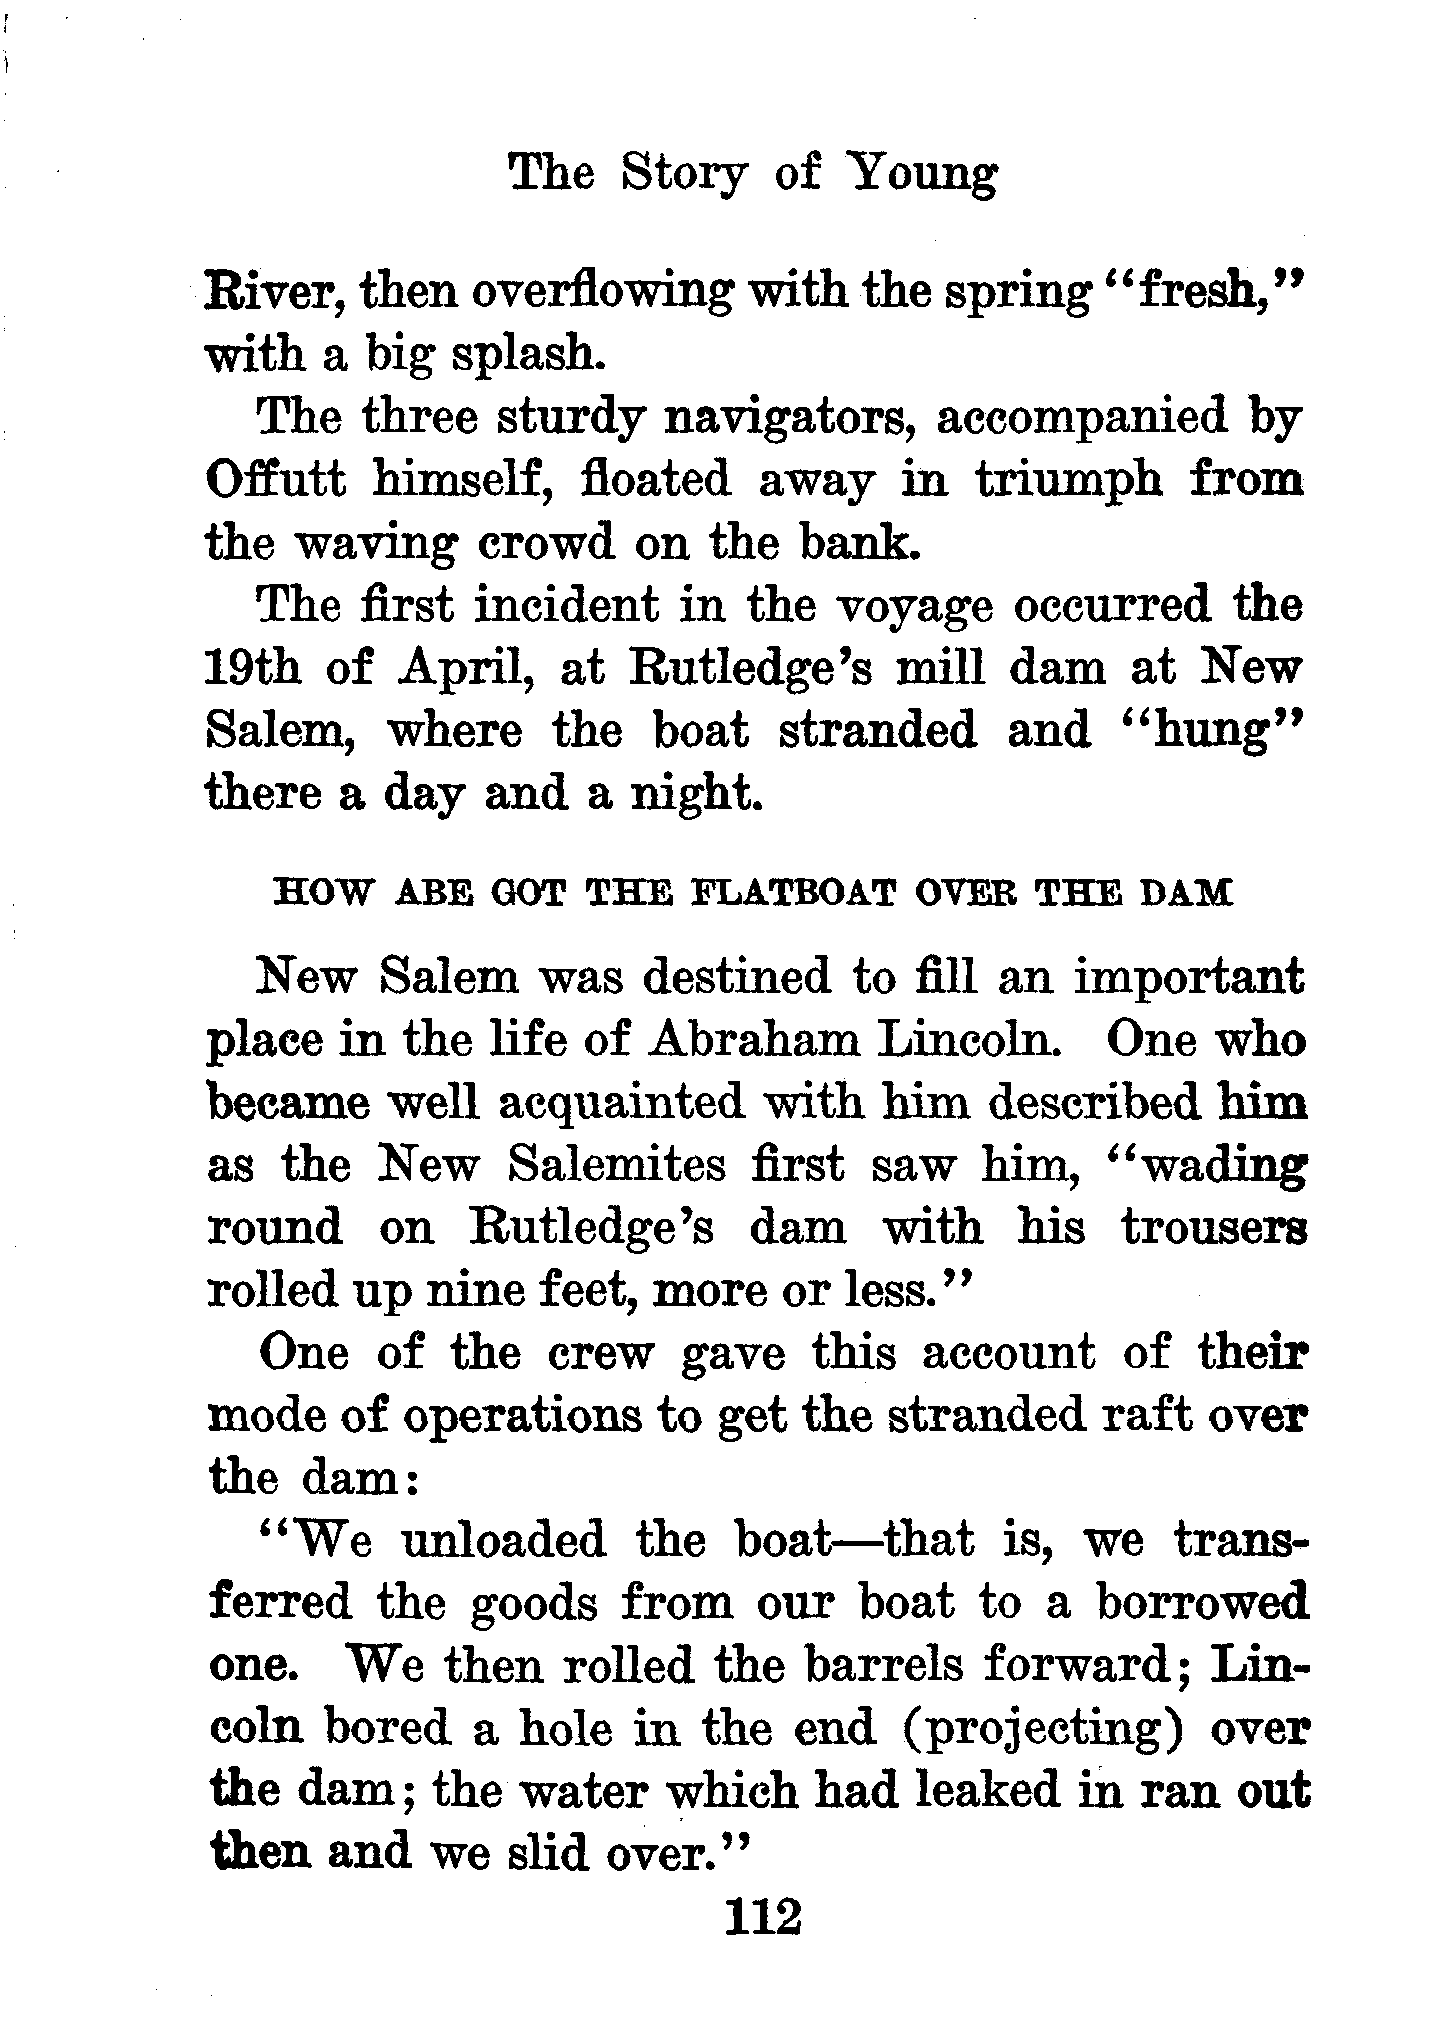 The Story of Young
River, then overflowing with the spring "fresh,"
with a big splash.
The three sturdy navigators, accompanied by
Offutt himself, floated away in triumph from
the waving crowd on the bank.
The first incident in the voyage occurred the
19th of April, at Rutledge's mill dam at New
Salem, where the boat stranded and "hung"
there a day and a night.
HOW ABE GOT THE FLATBOAT OVER THE DAM
New Salem was destined to fill an important
place in the life of Abraham Lincoln. One who
became well acquainted with him described him
as the New Salemites first saw him, "wading
round on Rutledge's dam with his trousers
rolled up nine feet, more or less."
One of the crew gave this account of their
mode of operations to get the stranded raft over
the dam:
"We unloaded the boat—that is, we trans-
ferred the goods from our boat to a borrowed
one. We then rolled the barrels forward; Lin-
coln bored a hole in the end (projecting) over
the dam; the water which had leaked in ran out
then and we slid over."
112